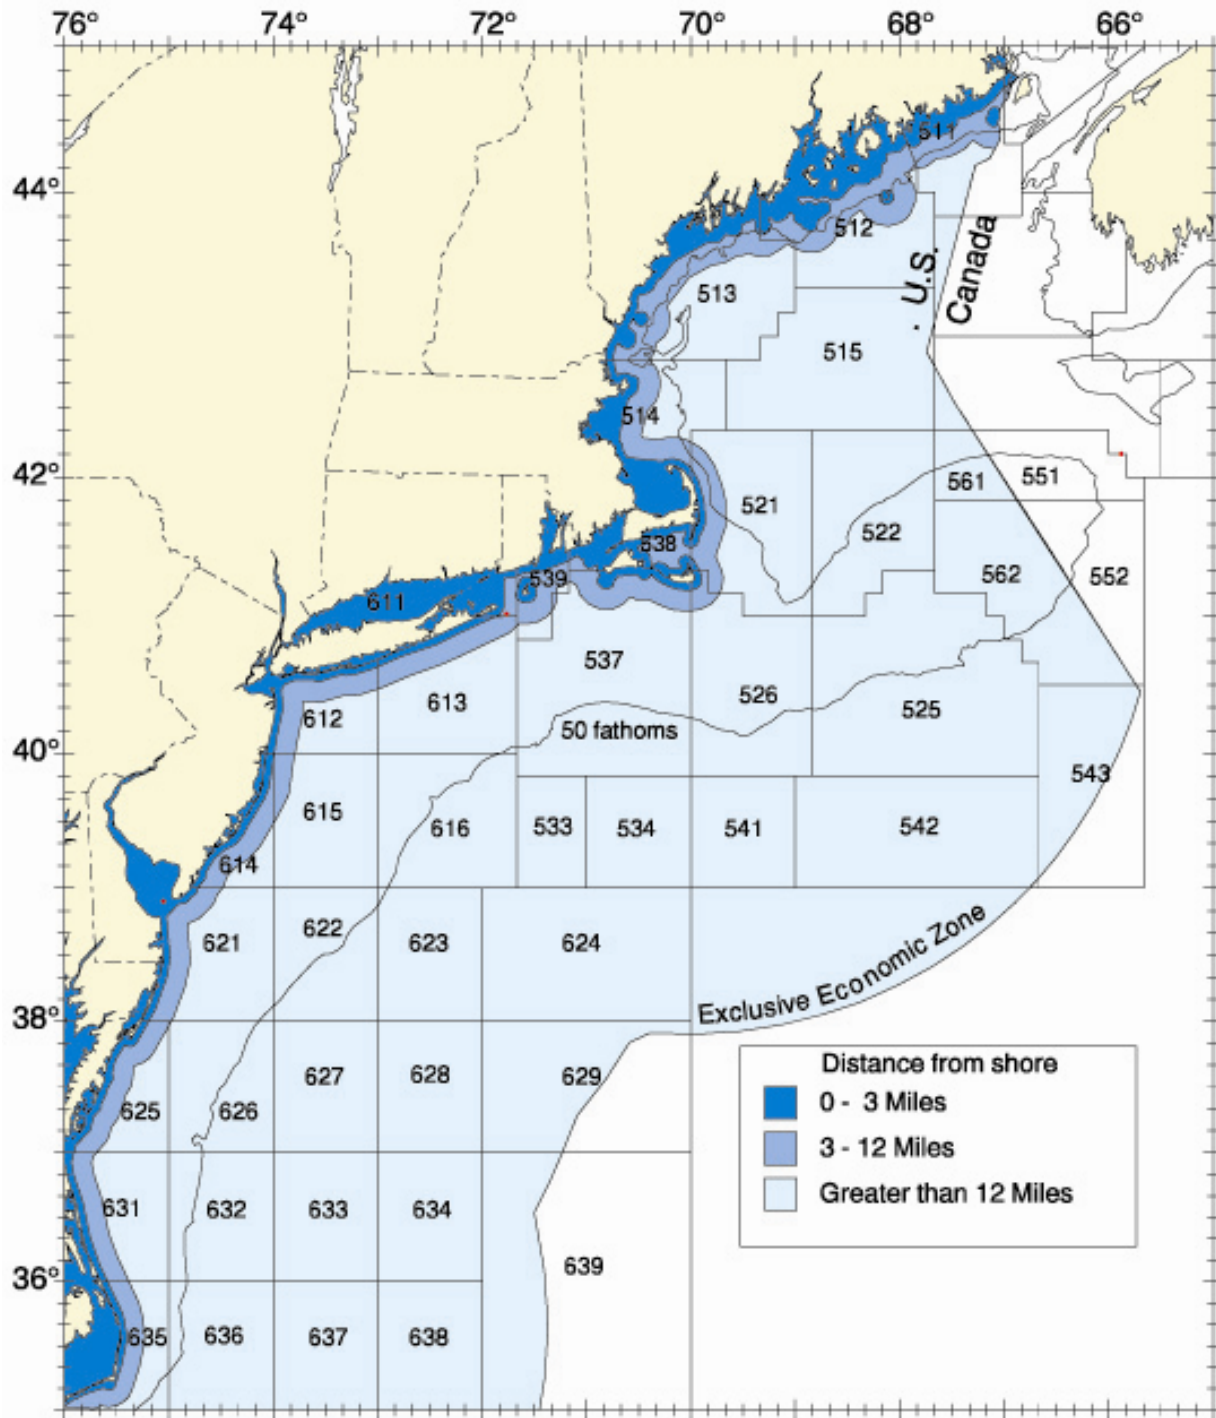 76° 74° 72° 70° 68° 66°
511
44°
512
U.S.
Canada
513
515
514
42°
561 551
521
522
538
562 552
539
611
537
526
613
525
612
50 fathoms
40°
543
615
616 533 534 541 542
614
622
621 623 624
Exclusive Economic Zone
38°
Distance from shore
627 628 629
0 - 3 Miles
625 626
3 - 12 Miles
Greater than 12 Miles
631 632 633 634
639
36°
635 636 637 638